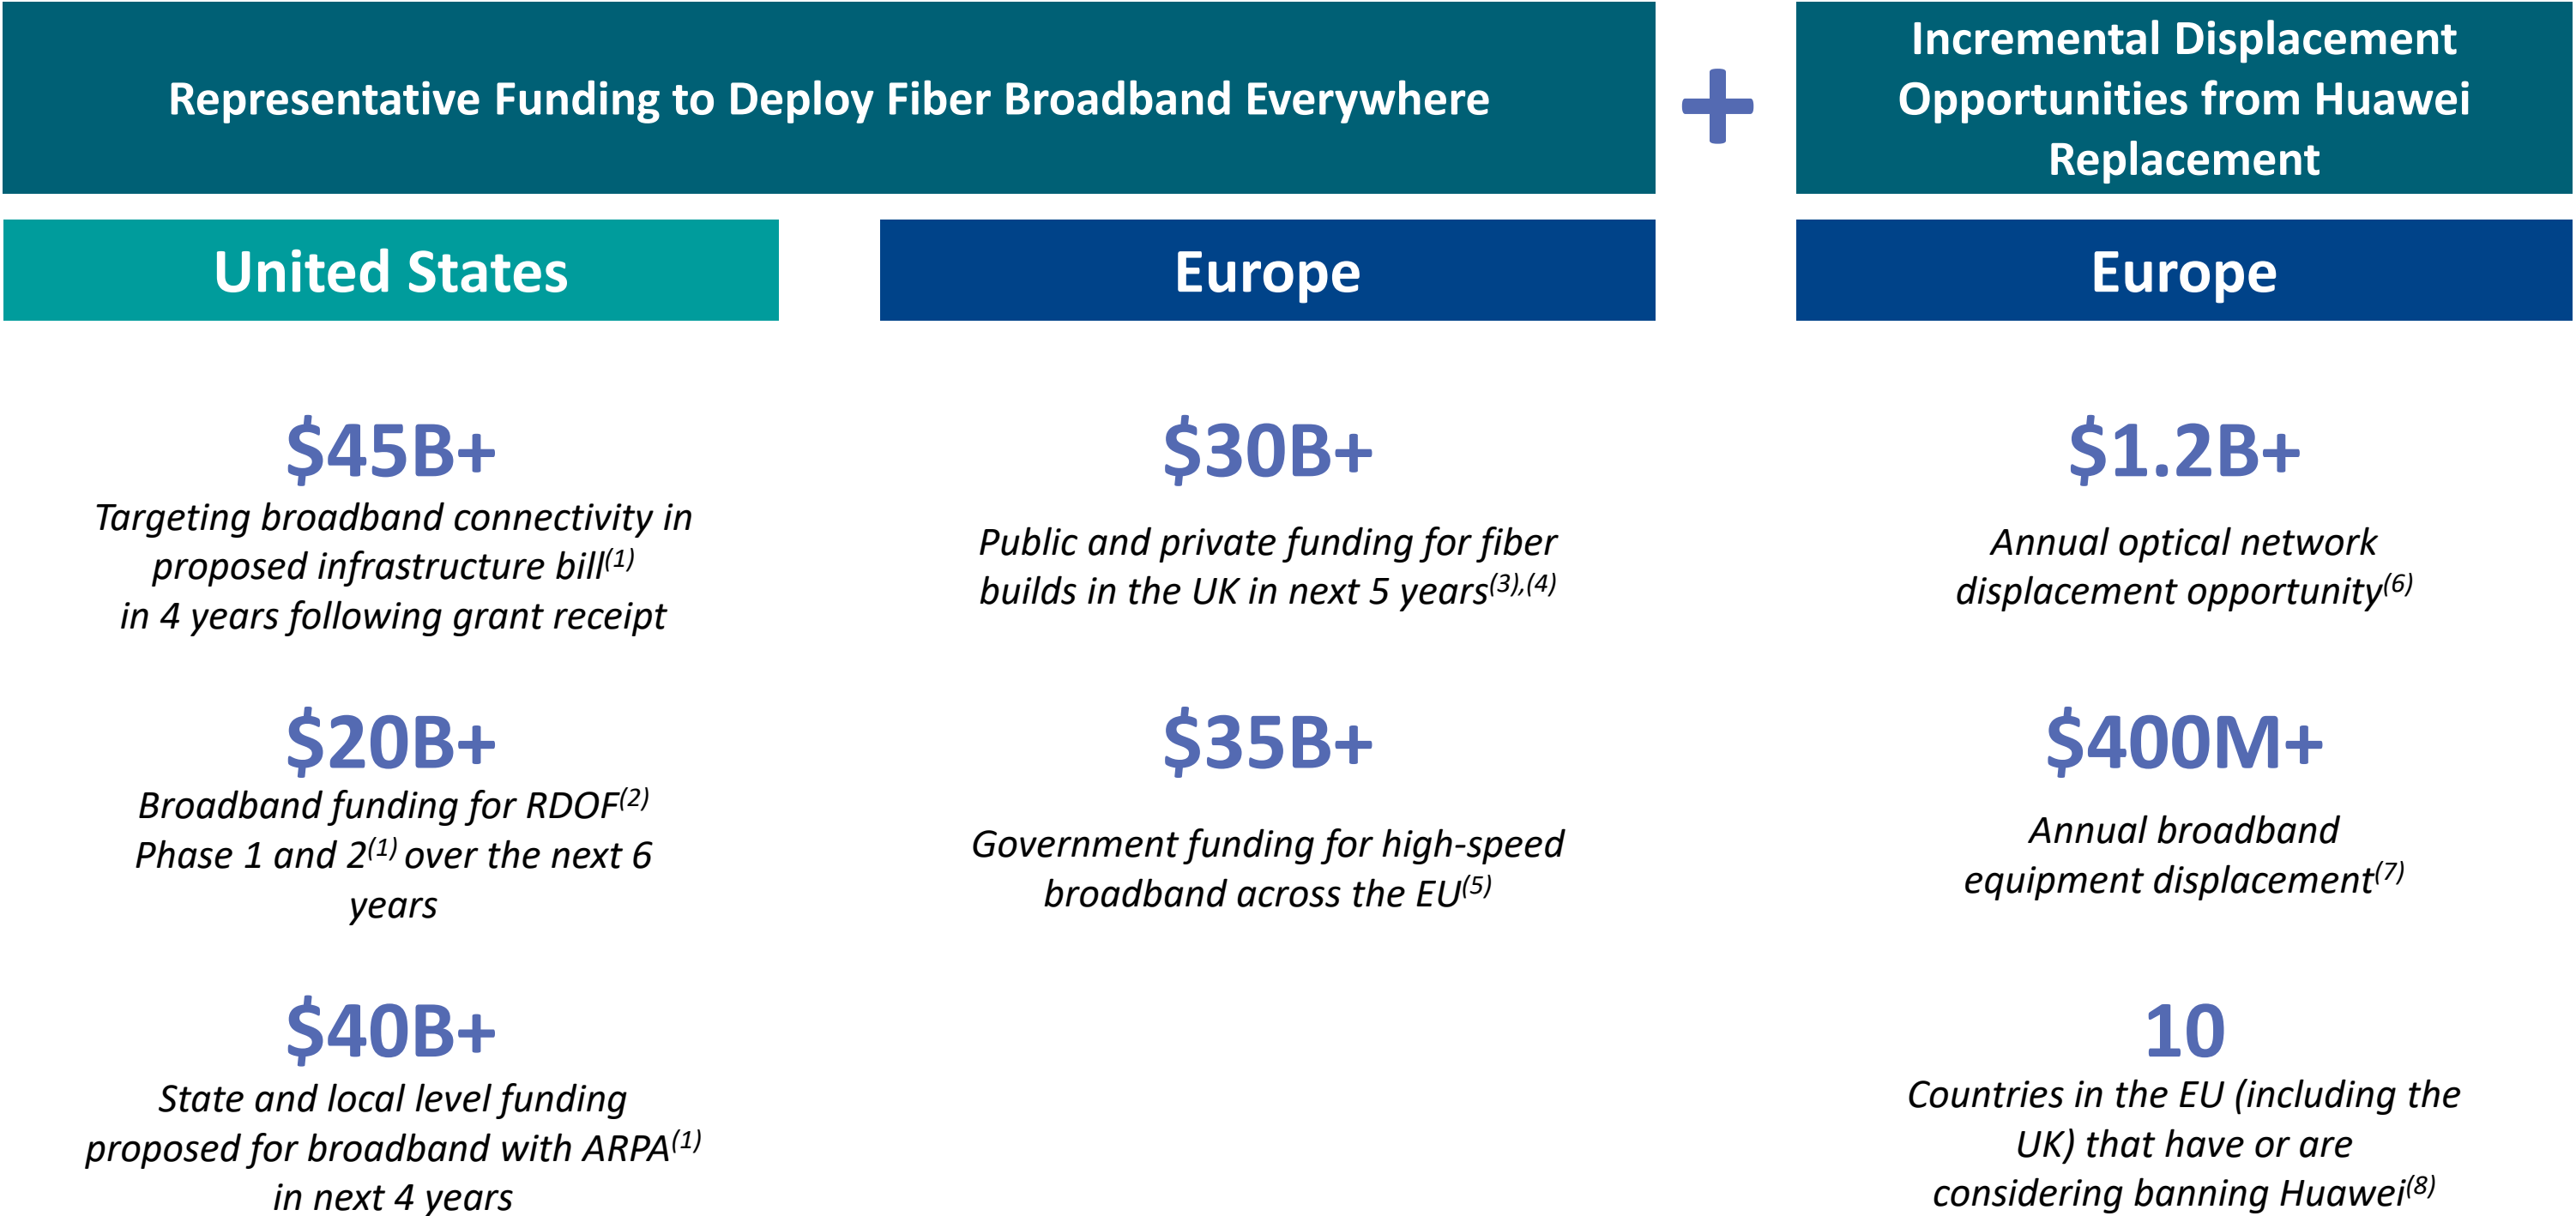 Representative Funding to Deploy Fiber Broadband Everywhere
+
Incremental Displacement
Opportunities from Huawei
Replacement
United States
$45B+
Targeting broadband connectivity in
proposed infrastructure bill(1)
in 4 years following grant receipt
$20B+
Broadband funding for RDOF(2)
Phase 1 and 2(1) over the next 6
years
$40B+
State and local level funding
proposed for broadband with ARPA(1)
in next 4 years
Europe
$30B+
Public and private funding for fiber
builds in the UK in next 5 years(3),(4)
$35B+
Government funding for high-speed
broadband across the EU(5)
Europe
$1.2B+
Annual optical network
displacement opportunity(6)
$400M+
Annual broadband
equipment displacement(7)
10
Countries in the EU (including the
UK) that have or are
considering banning Huawei(8)